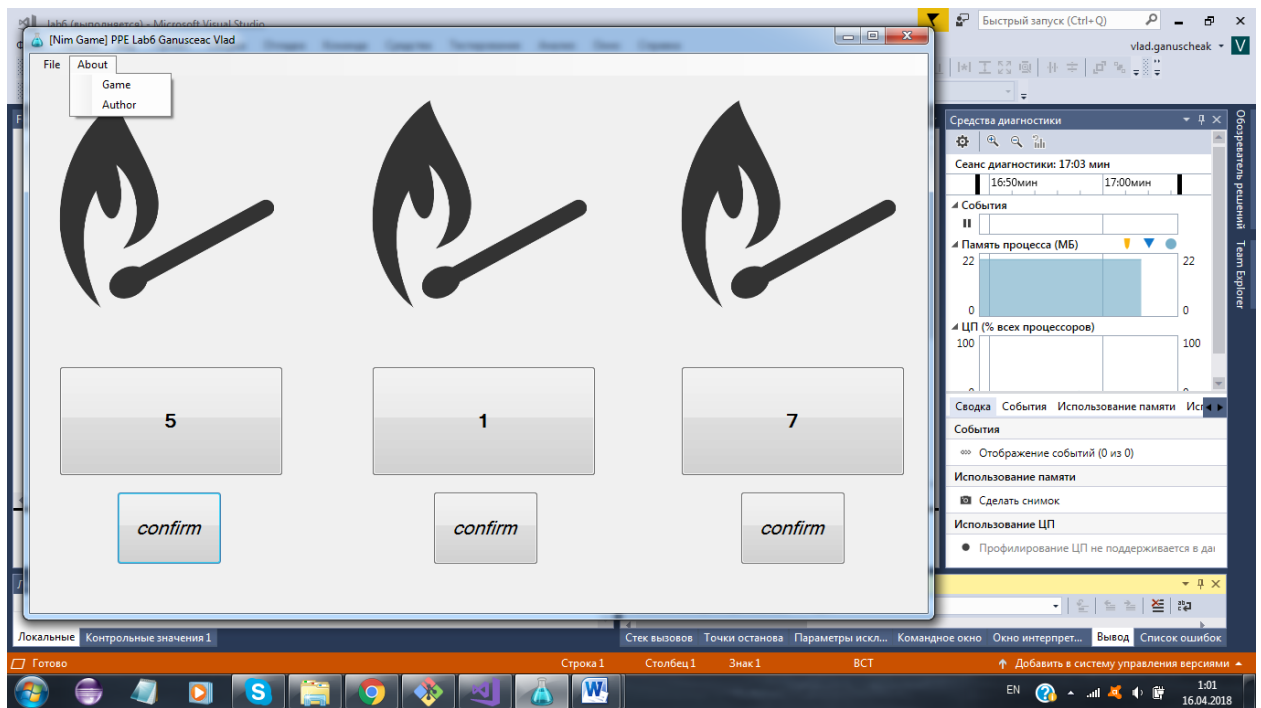 lab6 (выполняется) - Microsoft Visual Studio
Быстрый запуск (Ctrl+Q)
[Nim Game] PPE Lab6 Ganusceac Vlad
vlad.ganuscheak
V
File About
Game
Author
Средства диагностики
Сеанс диагностики: 17:03 мин
16:50мин 17:00мин
События
Память процесса (МБ)
22 22
0 0
ЦП (% всех процессоров)
100 100
Сводка События Использование памяти
События
Отображение событий (0 из 0)
Использование памяти
Сделать снимок
Использование ЦП
Профилирование ЦП не поддерживается в
Обозреватель решений
Team Explorer
5 1 7
confirm confirm confirm
Локальные Контрольные значения 1
Стек вызовов Точки останова Параметры искл... Командное окно Окно интерпрет... Вывод Список ошибок
Готово Строка 1 Столбец 1 Знак 1 ВСТ Добавить в систему управления версиями
EN 1:01
16.04.2018